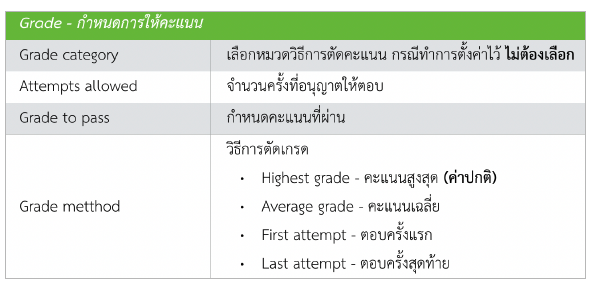 Grade - กำหนดการให้คะแนน
Grade category เลือกหมวดวิธีการตัดคะแนน กรณีทำการตั้งค่าไว้ ไม่ต้องเลือก
Attempts allowed จำนวนครั้งที่อนุญาตให้ตอบ
Grade to pass กำหนดคะแนนที่ผ่าน
Grade metthod วิธีการตัดเกรด
• Highest grade - คะแนนสูงสุด (ค่าปกติ)
• Average grade - คะแนนเฉลี่ย
• First attempt - ตอบครั้งแรก
• Last attempt - ตอบครั้งสุดท้าย